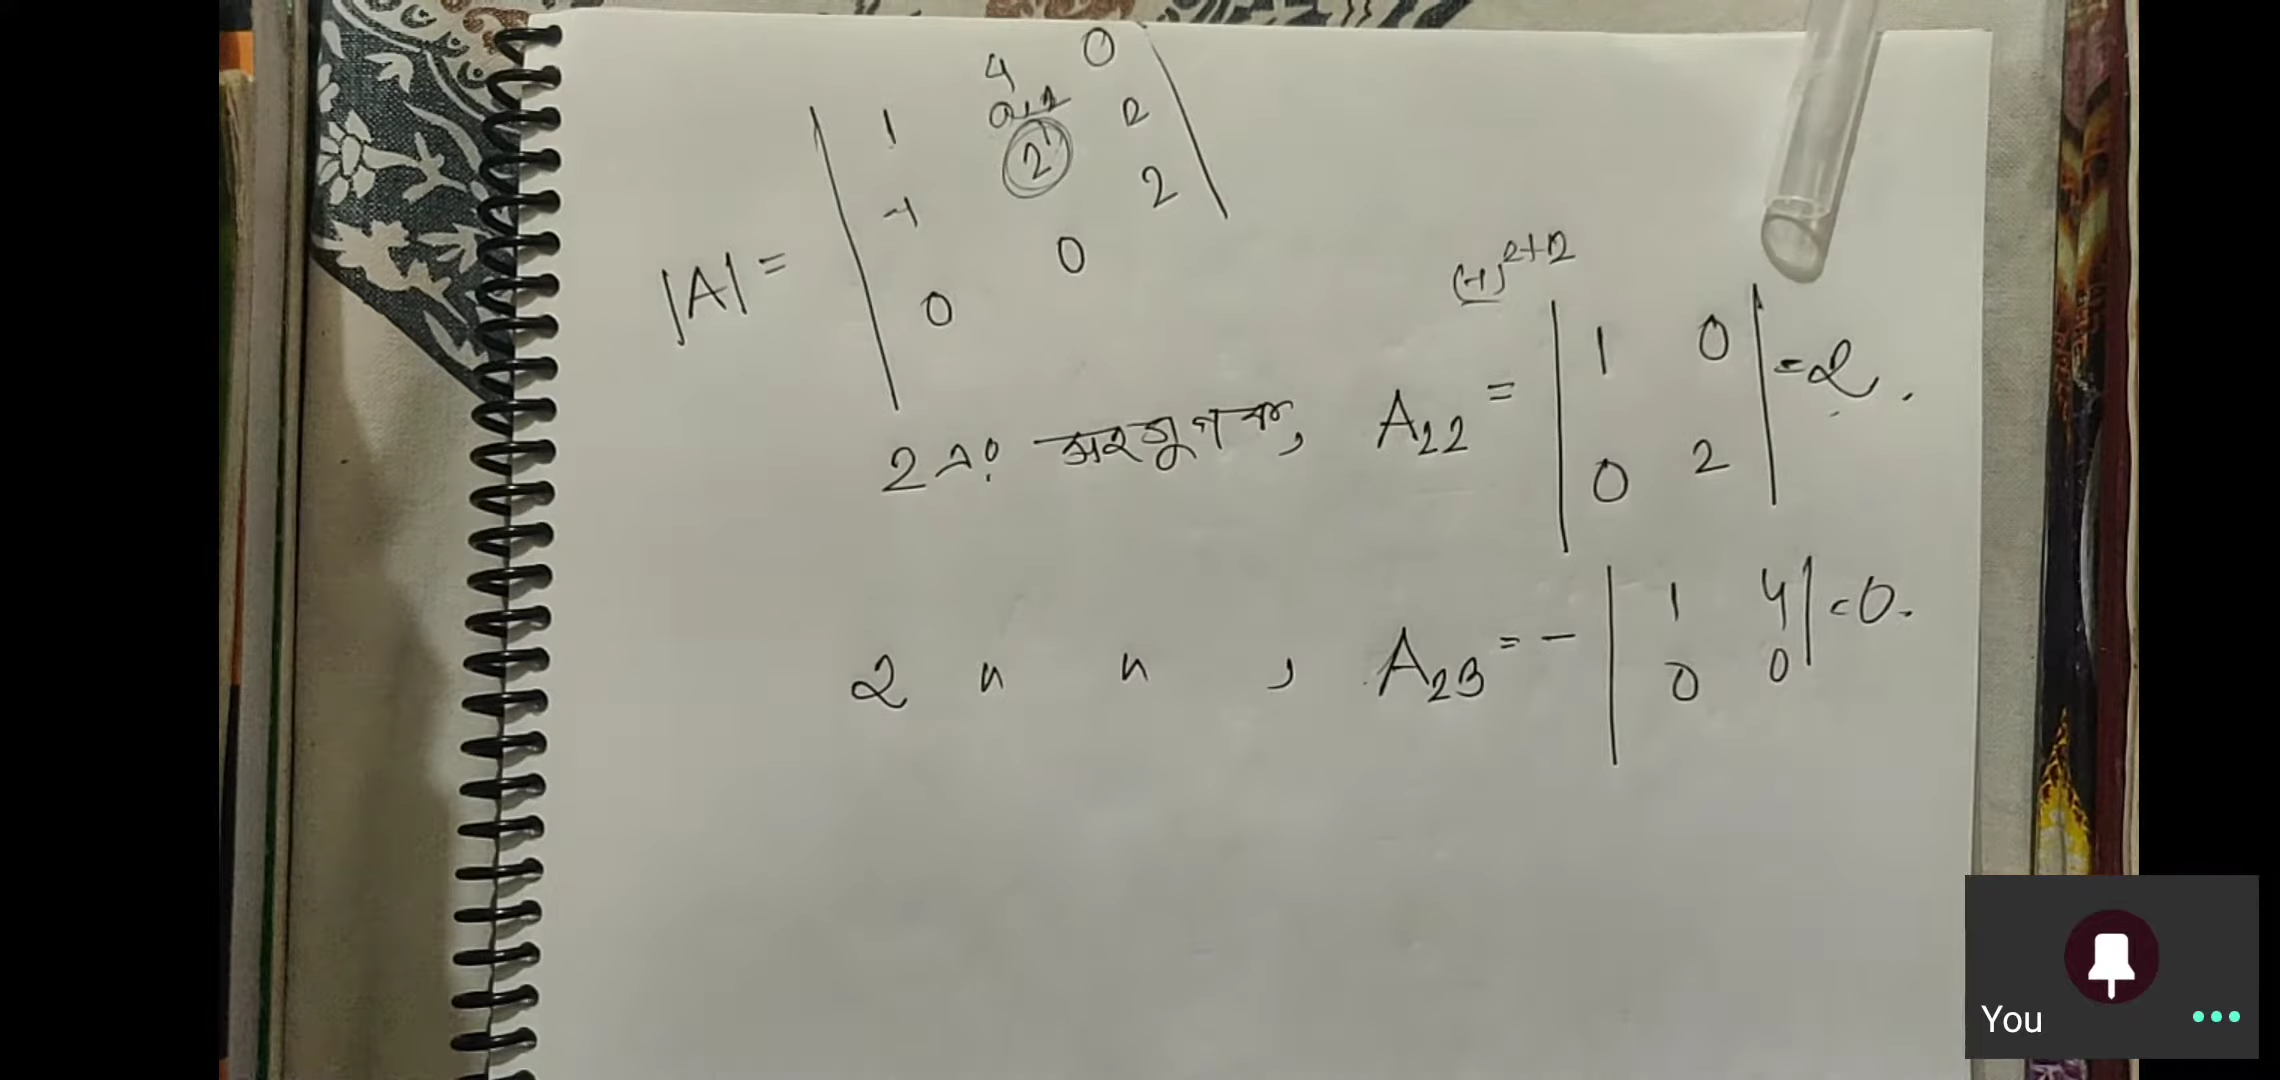 4 0
1 a₂₂ 2
|A| = -1 2 2
0 0
2 এর সহগুণক, A₂₂ = (-1)²⁺² | 1 0 | = 2.
| 0 2 |
2 " " , A₂₃ = - | 1 4 | = 0.
| 0 0 |
You